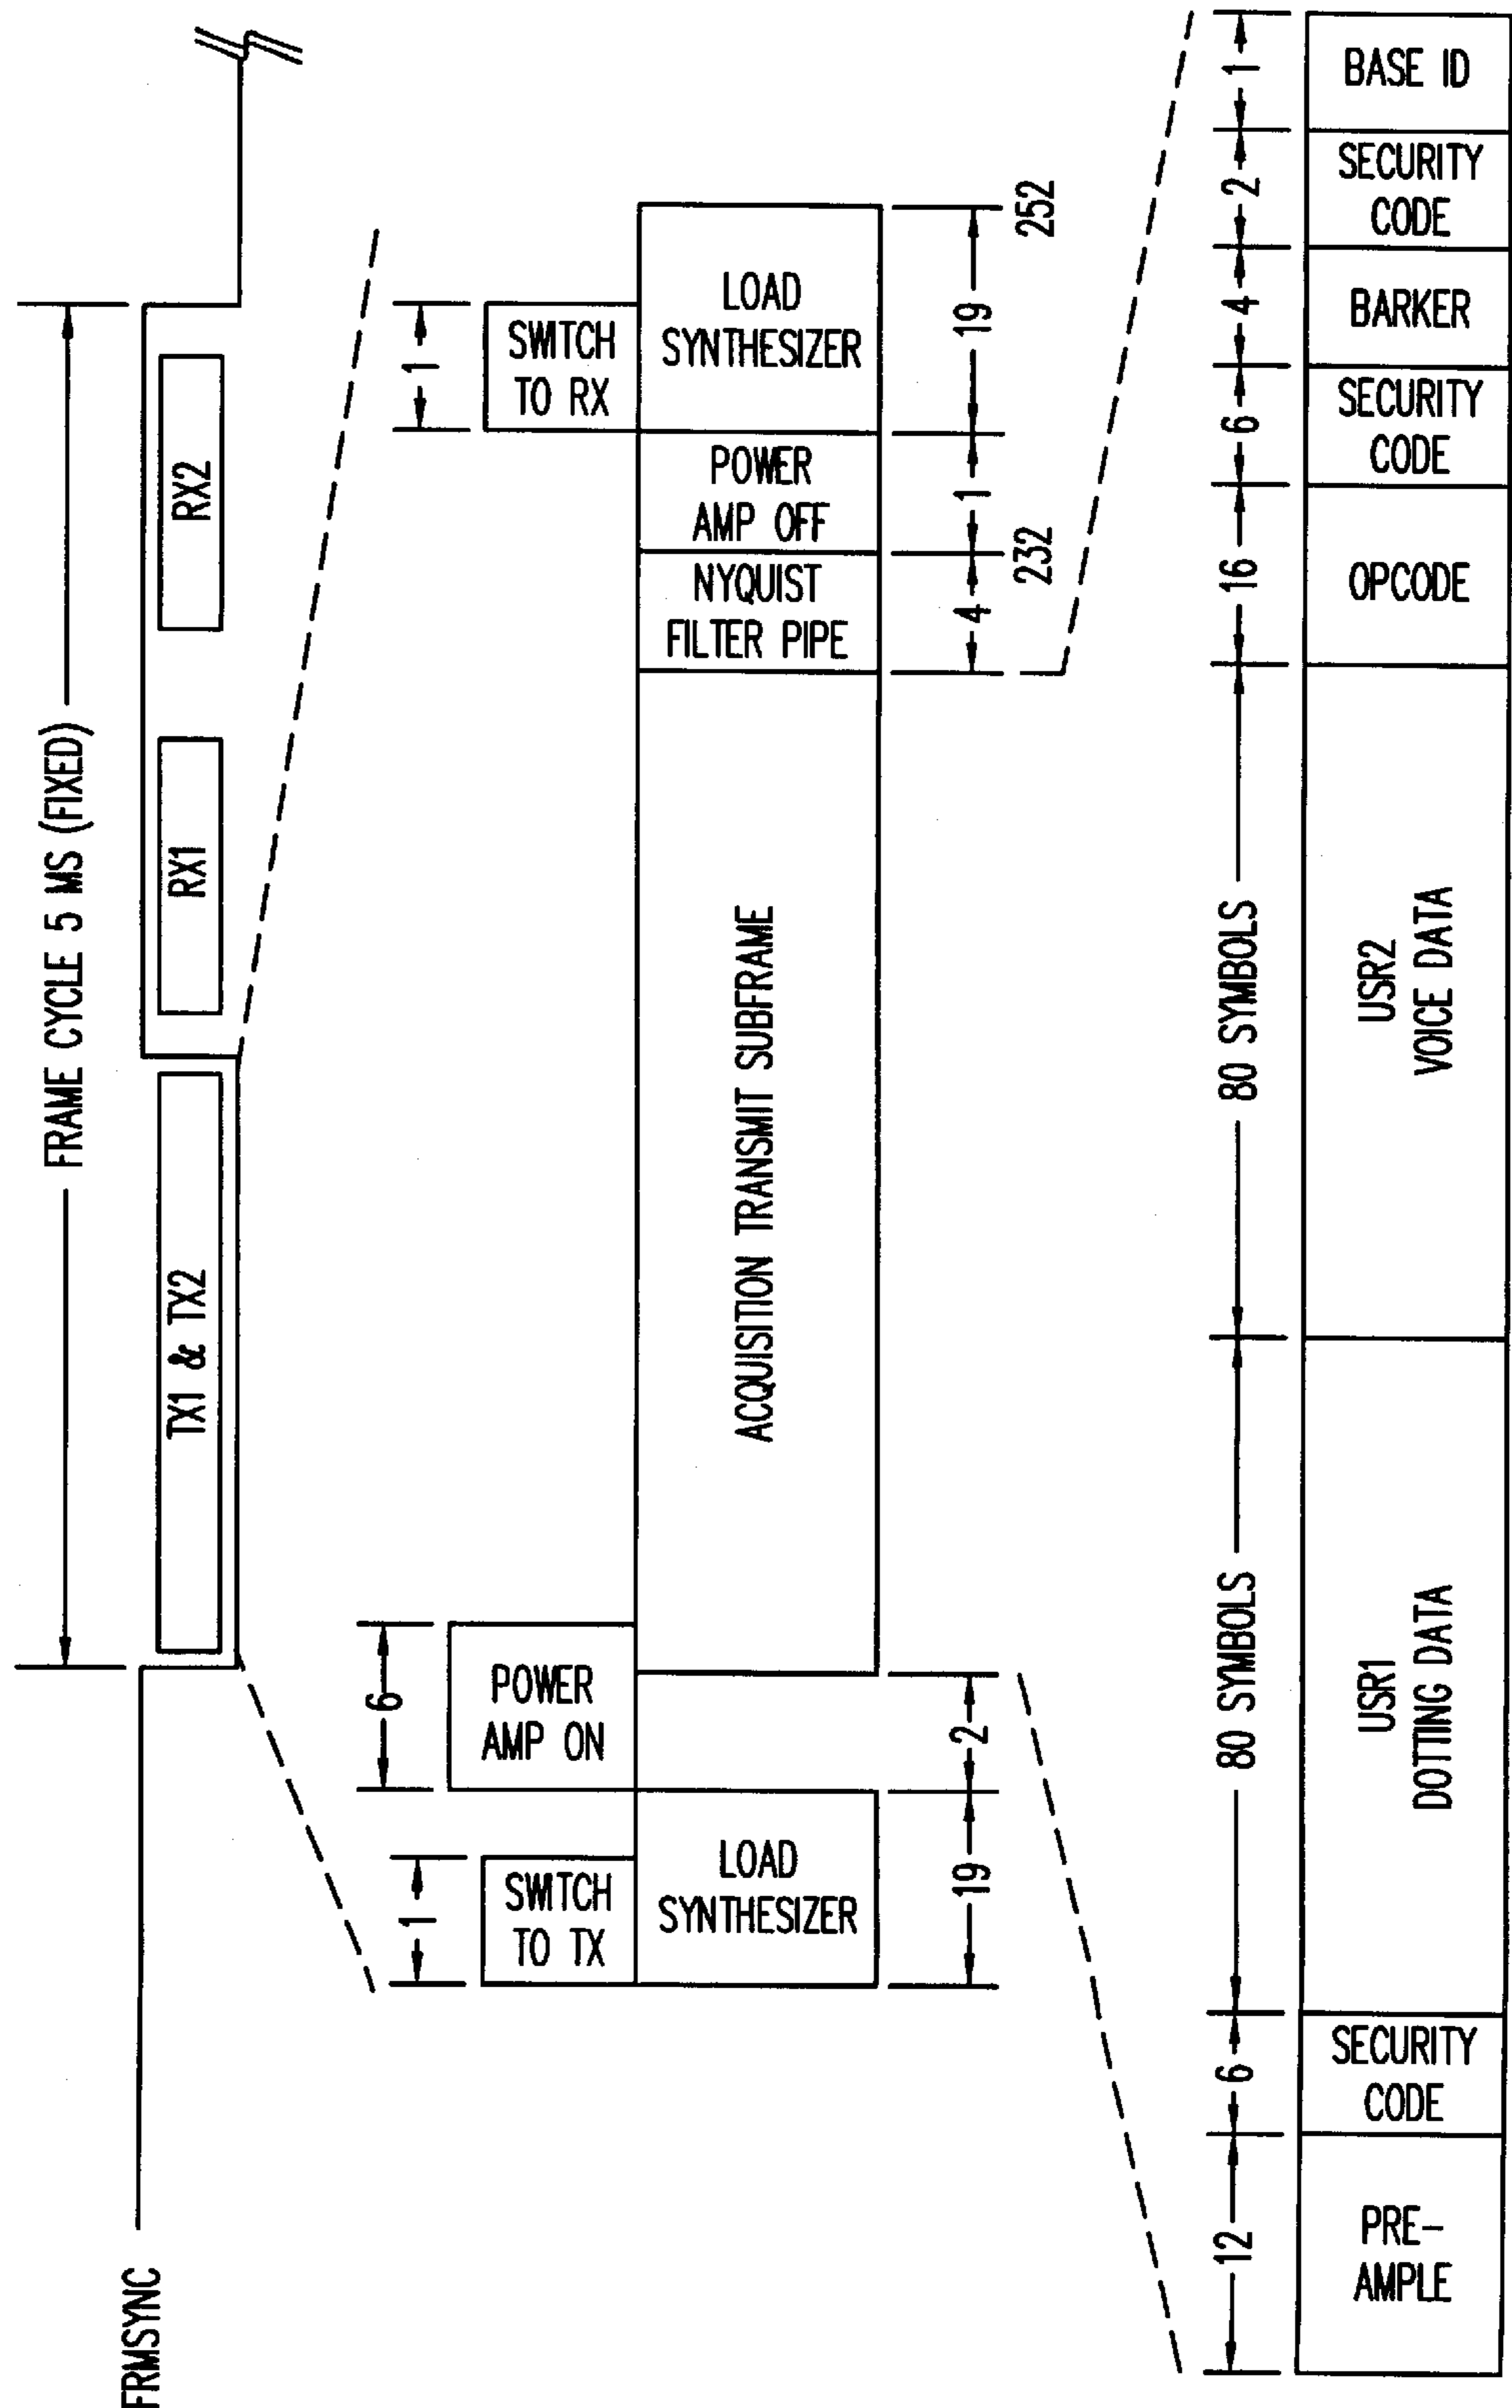 FRMSYNC
FRAME CYCLE 5 MS (FIXED)
TX1 & TX2
RX1
RX2
1
SWITCH
TO TX
6
POWER
AMP ON
1
SWITCH
TO RX
LOAD
SYNTHESIZER
ACQUISITION TRANSMIT SUBFRAME
NYQUIST
FILTER PIPE
POWER
AMP OFF
LOAD
SYNTHESIZER
19
2
4
1
19
232
252
12
6
80 SYMBOLS
80 SYMBOLS
16
6
4
2
1
PRE-
AMPLE
SECURITY
CODE
USR1
DOTTING DATA
USR2
VOICE DATA
OPCODE
SECURITY
CODE
BARKER
SECURITY
CODE
BASE ID